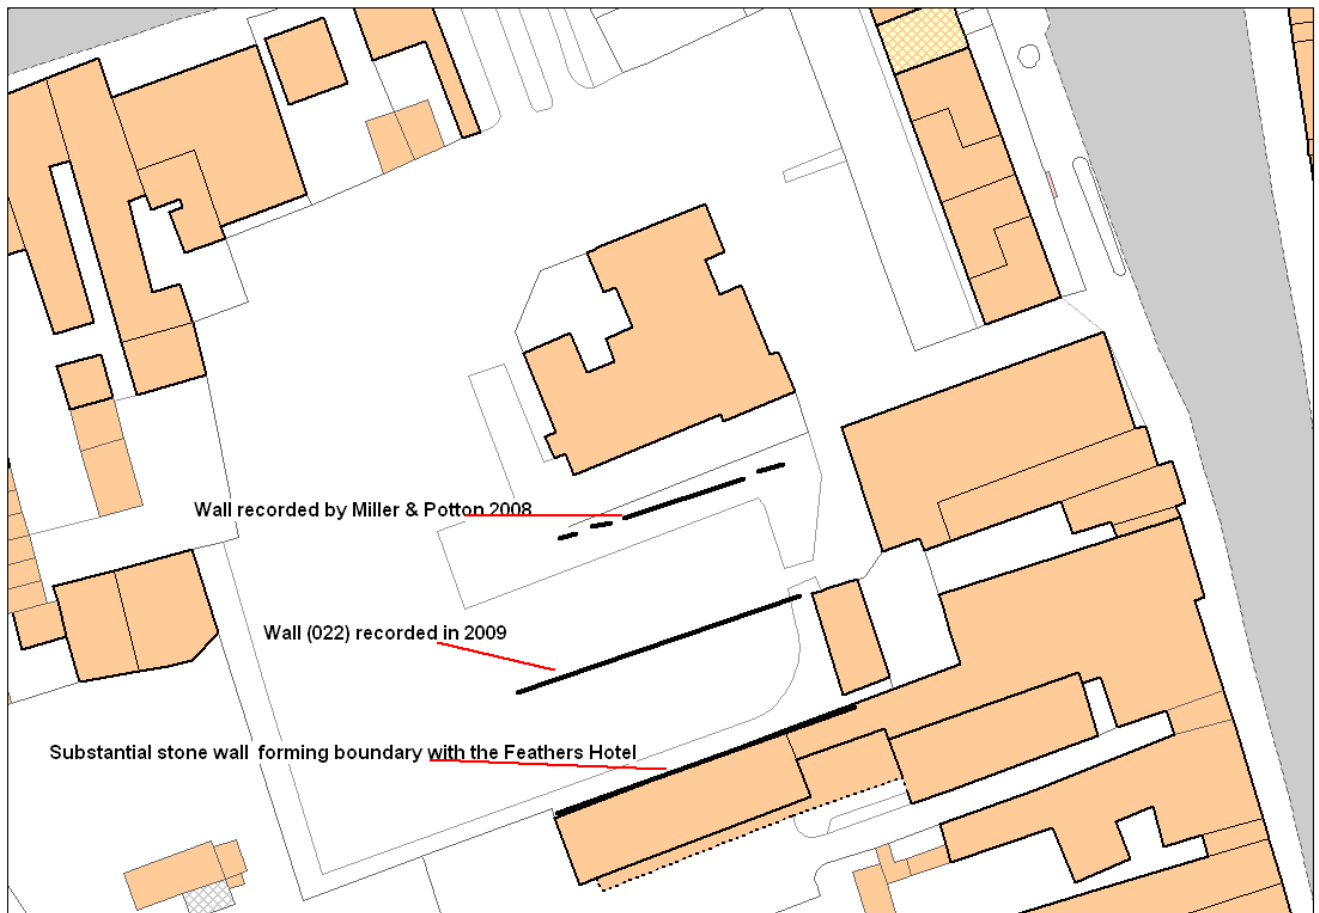 Wall recorded by Miller & Potton 2008
Wall (022) recorded in 2009
Substantial stone wall forming boundary with the Feathers Hotel